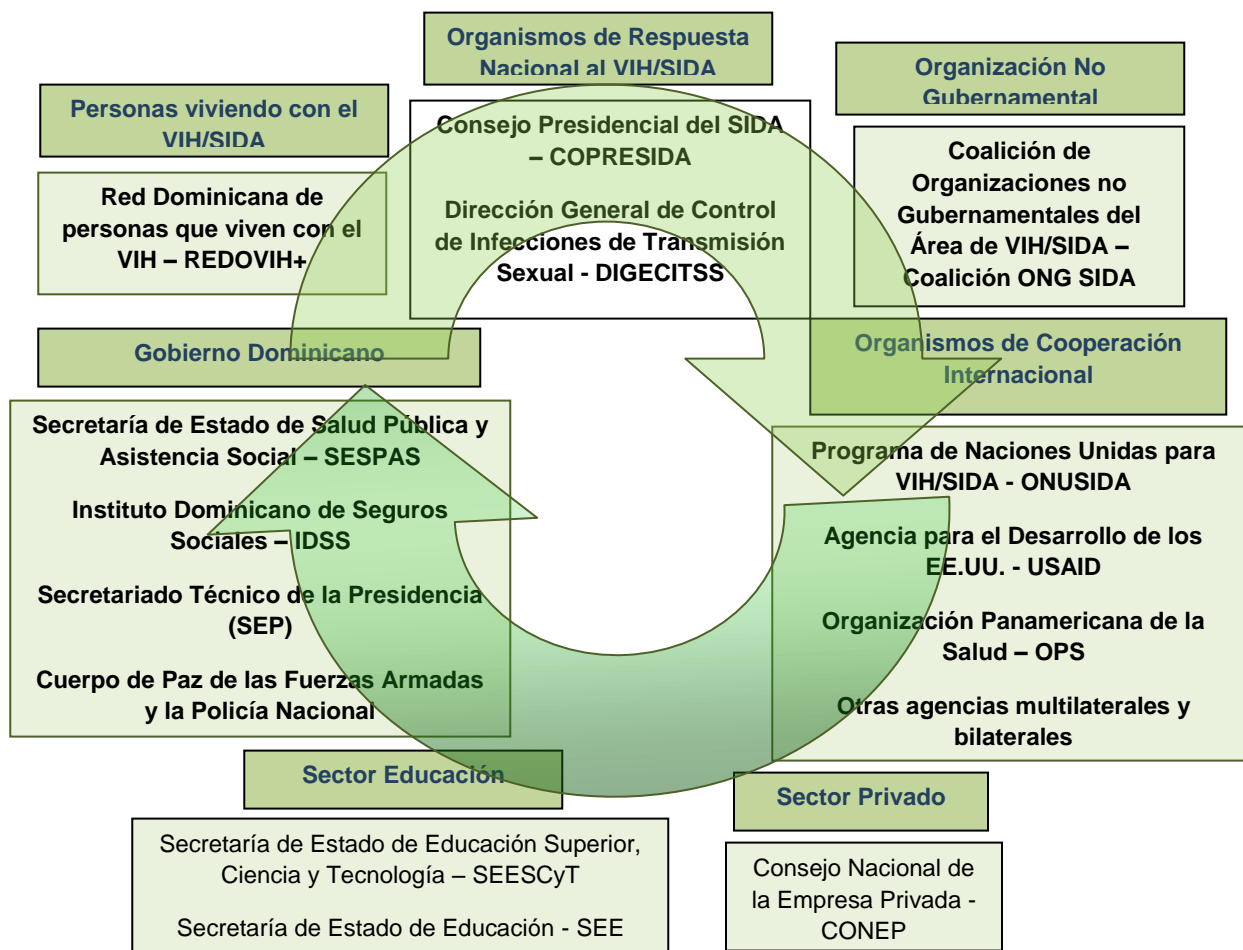 Organismos de Respuesta
Nacional al VIH/SIDA
Consejo Presidencial del SIDA
– COPRESIDA
Dirección General de Control
de Infecciones de Transmisión
Sexual - DIGECITSS
Organización No
Gubernamental
Coalición de
Organizaciones no
Gubernamentales del
Área de VIH/SIDA –
Coalición ONG SIDA
Personas viviendo con el
VIH/SIDA
Red Dominicana de
personas que viven con el
VIH – REDOVIH+
Gobierno Dominicano
Secretaría de Estado de Salud Pública y
Asistencia Social – SESPAS
Instituto Dominicano de Seguros
Sociales – IDSS
Secretariado Técnico de la Presidencia
(SEP)
Cuerpo de Paz de las Fuerzas Armadas
y la Policía Nacional
Organismos de Cooperación
Internacional
Programa de Naciones Unidas para
VIH/SIDA - ONUSIDA
Agencia para el Desarrollo de los
EE.UU. - USAID
Organización Panamericana de la
Salud – OPS
Otras agencias multilaterales y
bilaterales
Sector Educación
Secretaría de Estado de Educación Superior,
Ciencia y Tecnología – SEESCyT
Secretaría de Estado de Educación - SEE
Sector Privado
Consejo Nacional de
la Empresa Privada -
CONEP